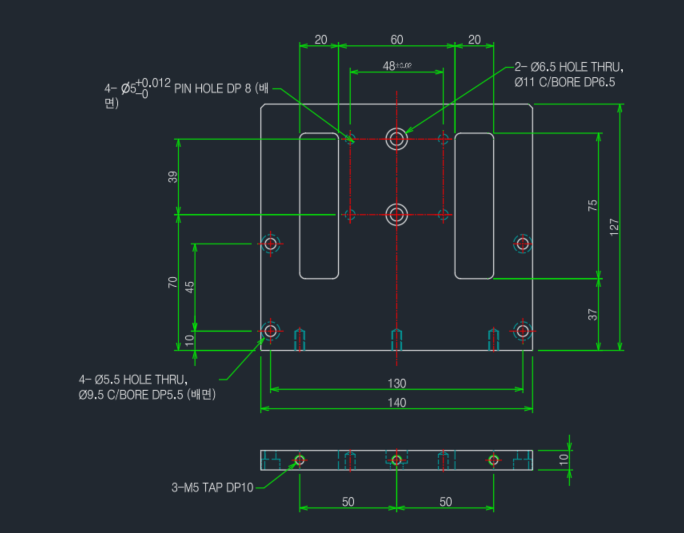 20
60
20
48
4- Ø5+0.012
-0
PIN HOLE DP 8 (배
면)
2- Ø6.5 HOLE THRU,
Ø11 C/BORE DP6.5
39
70
45
10
75
127
37
4- Ø5.5 HOLE THRU,
Ø9.5 C/BORE DP5.5 (배면)
130
140
10
3-M5 TAP DP10
50
50